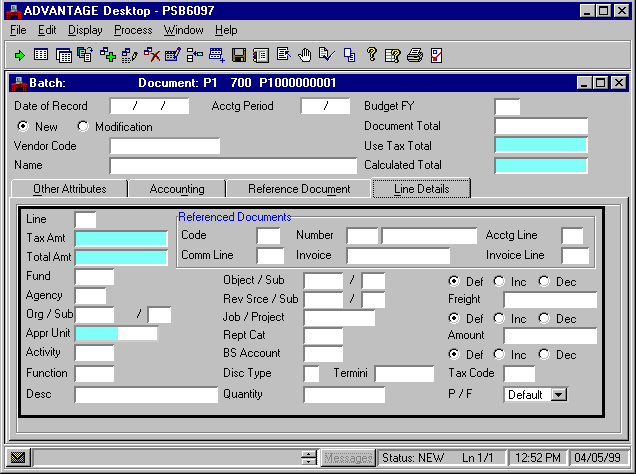 ADVANTAGE Desktop - PSB6097
File Edit Display Process Window Help
Batch: Document: P1 700 P1000000001
Date of Record / / Acctg Period / Budget FY
New Modification Document Total
Vendor Code Use Tax Total
Name Calculated Total
Other Attributes Accounting Reference Document Line Details
Line Referenced Documents
Tax Amt Code Number Acctg Line
Total Amt Comm Line Invoice Invoice Line
Fund Object / Sub / Def Inc Dec
Agency Rev Srce / Sub / Freight
Org / Sub / Job / Project Def Inc Dec
Appr Unit Rept Cat Amount
Activity BS Account Def Inc Dec
Function Disc Type Termini Tax Code
Desc Quantity P / F Default
Messages Status: NEW Ln 1/1 12:52 PM 04/05/99